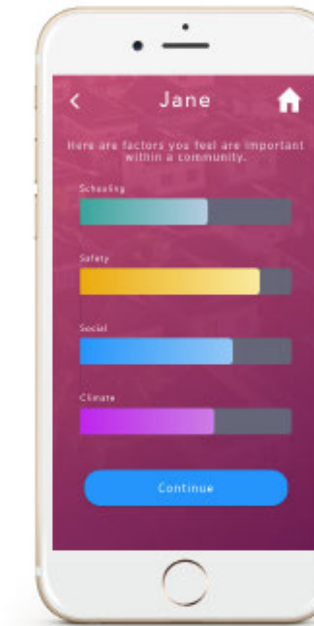 Jane
Here are factors you feel are important
within a community.
Schooling
Safety
Social
Climate
Continue